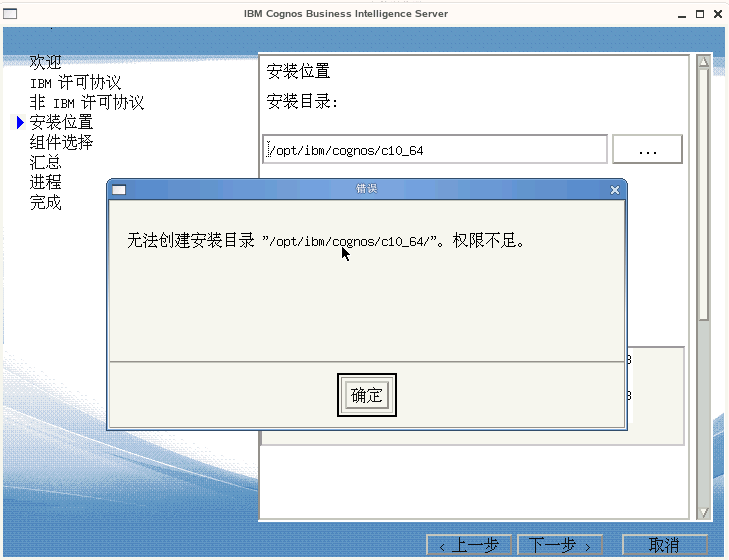 IBM Cognos Business Intelligence Server
欢迎
IBM 许可协议
非 IBM 许可协议
安装位置
组件选择
汇总
进程
完成
安装位置
安装目录:
/opt/ibm/cognos/c10_64
...
错误
无法创建安装目录 "/opt/ibm/cognos/c10_64/"。权限不足。
确定
< 上一步
下一步 >
取消